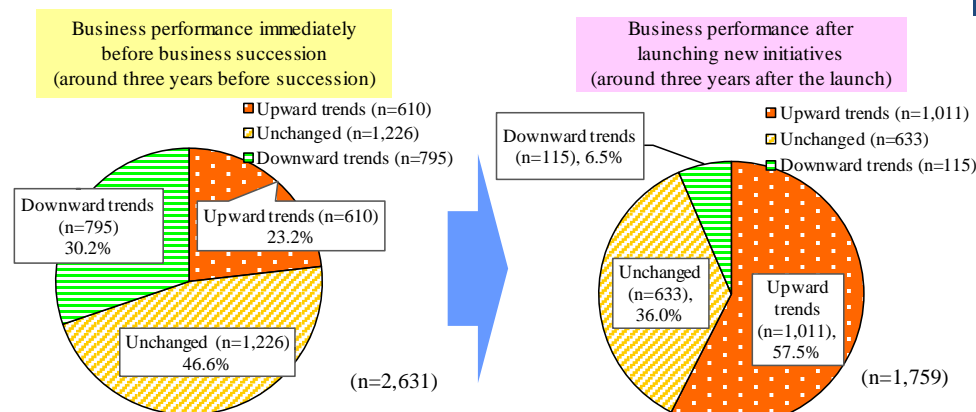 Business performance immediately
before business succession
(around three years before succession)
Upward trends (n=610)
Unchanged (n=1,226)
Downward trends (n=795)
Downward trends
(n=795)
30.2%
Upward trends (n=610)
23.2%
Unchanged (n=1,226)
46.6%
(n=2,631)
Business performance after
launching new initiatives
(around three years after the launch)
Upward trends (n=1,011)
Unchanged (n=633)
Downward trends (n=115)
Downward trends
(n=115), 6.5%
Unchanged
(n=633),
36.0%
Upward
trends
(n=1,011),
57.5%
(n=1,759)